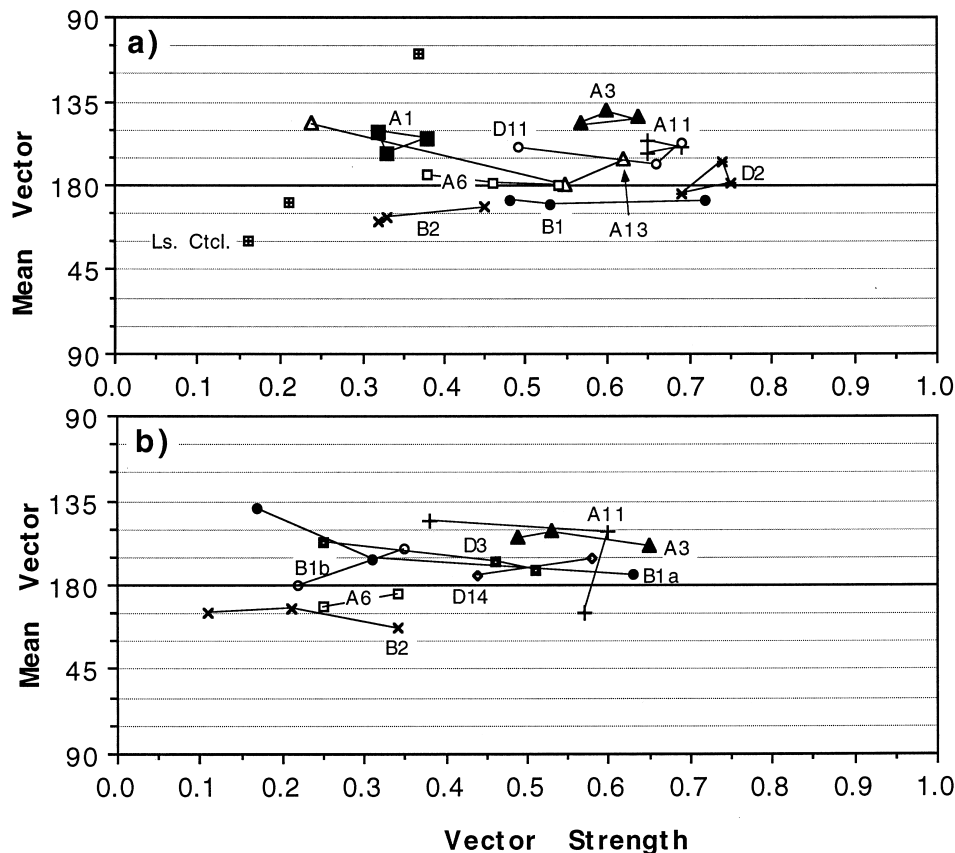 90
a)
A3
135
A1
D11
A11
Mean Vector
180
A6
D2
B2
B1
A13
Ls. Ctcl.
45
90
0.0 0.1 0.2 0.3 0.4 0.5 0.6 0.7 0.8 0.9 1.0
90
b)
135
A11
Mean Vector
D3
A3
B1b
B1a
180
A6
D14
B2
45
90
0.0 0.1 0.2 0.3 0.4 0.5 0.6 0.7 0.8 0.9 1.0
Vector Strength